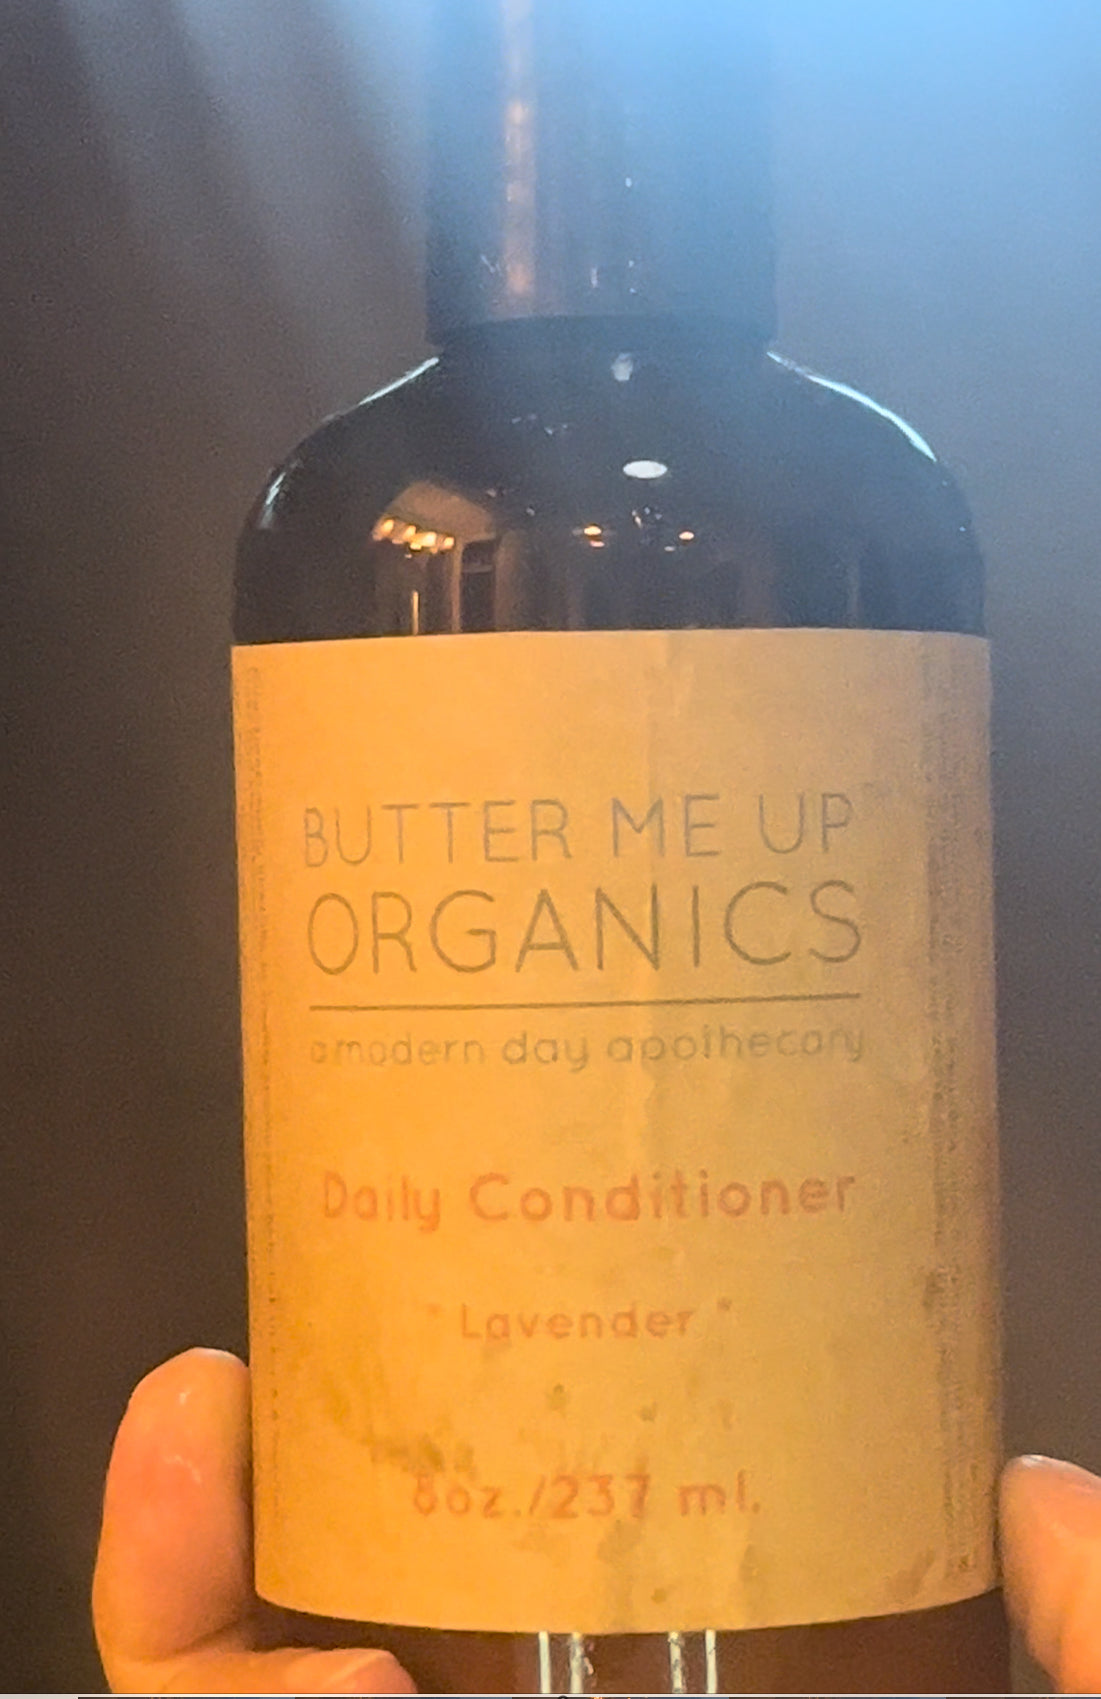 BUTTER ME UP
ORGANICS
a modern day apothecary
Daily Conditioner
"Lavender"
8oz./237 ml.